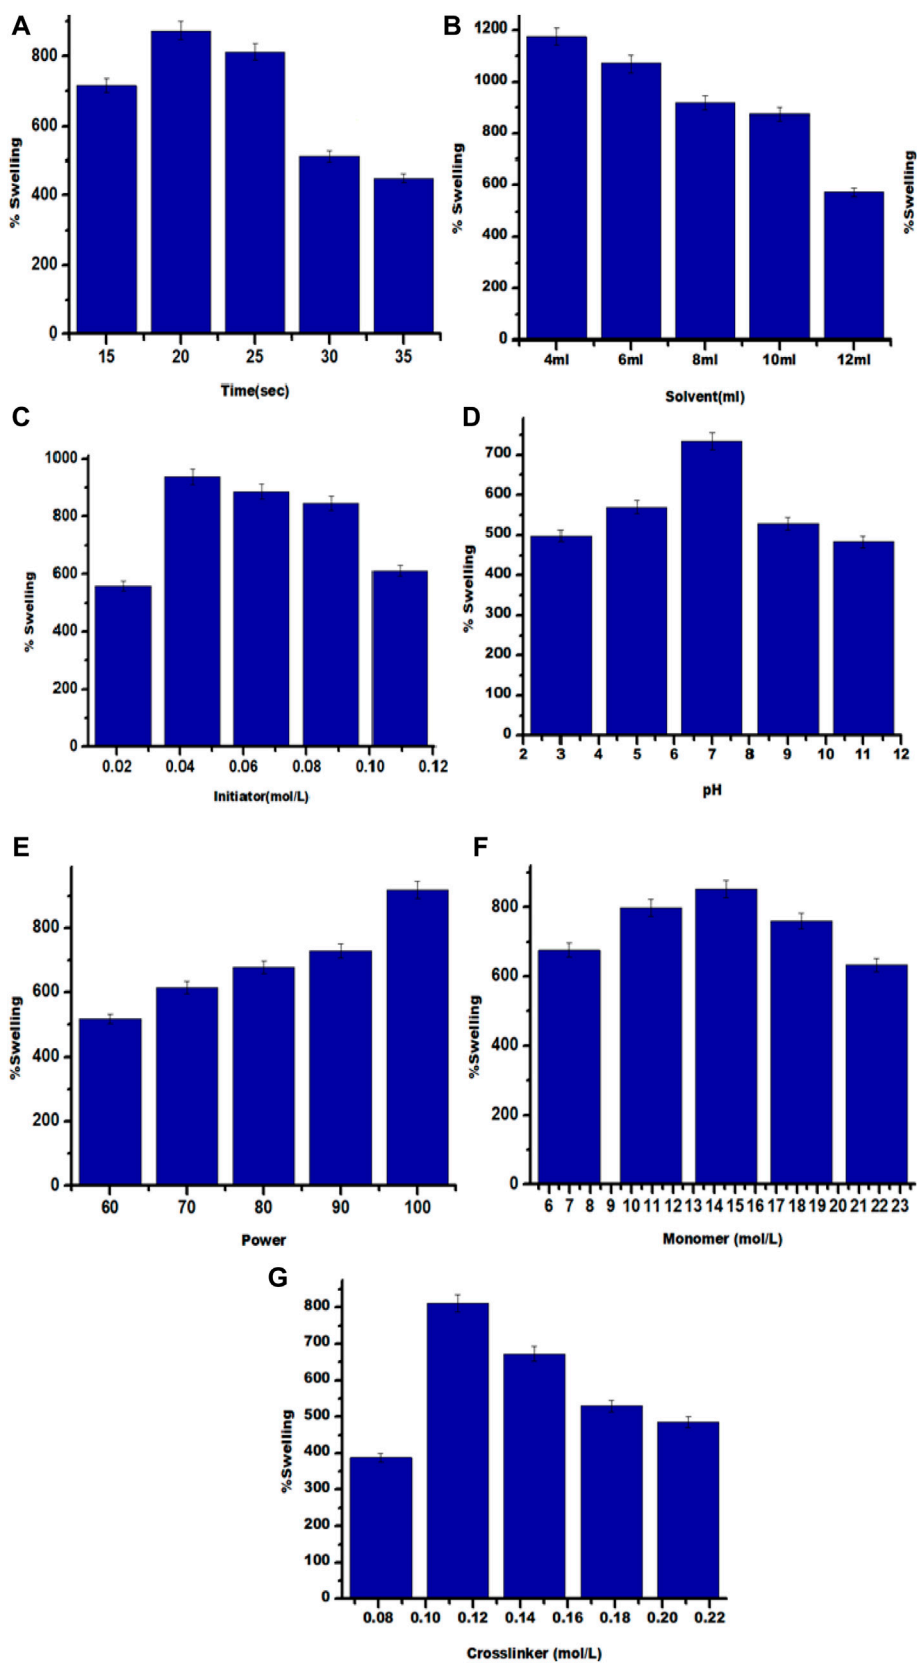 A
% Swelling
800
600
400
200
0
15 20 25 30 35
Time(sec)
B
% Swelling
1200
1000
800
600
400
200
0
4ml 6ml 8ml 10ml 12ml
Solvent(ml)
%Swelling
C
% Swelling
1000
800
600
400
200
0
0.02 0.04 0.06 0.08 0.10 0.12
Initiator(mol/L)
D
% Swelling
700
600
500
400
300
200
100
0
2 3 4 5 6 7 8 9 10 11 12
pH
E
%Swelling
800
600
400
200
0
60 70 80 90 100
Power
F
%Swelling
800
600
400
200
0
6 7 8 9 10 11 12 13 14 15 16 17 18 19 20 21 22 23
Monomer (mol/L)
G
%Swelling
800
700
600
500
400
300
200
100
0
0.08 0.10 0.12 0.14 0.16 0.18 0.20 0.22
Crosslinker (mol/L)